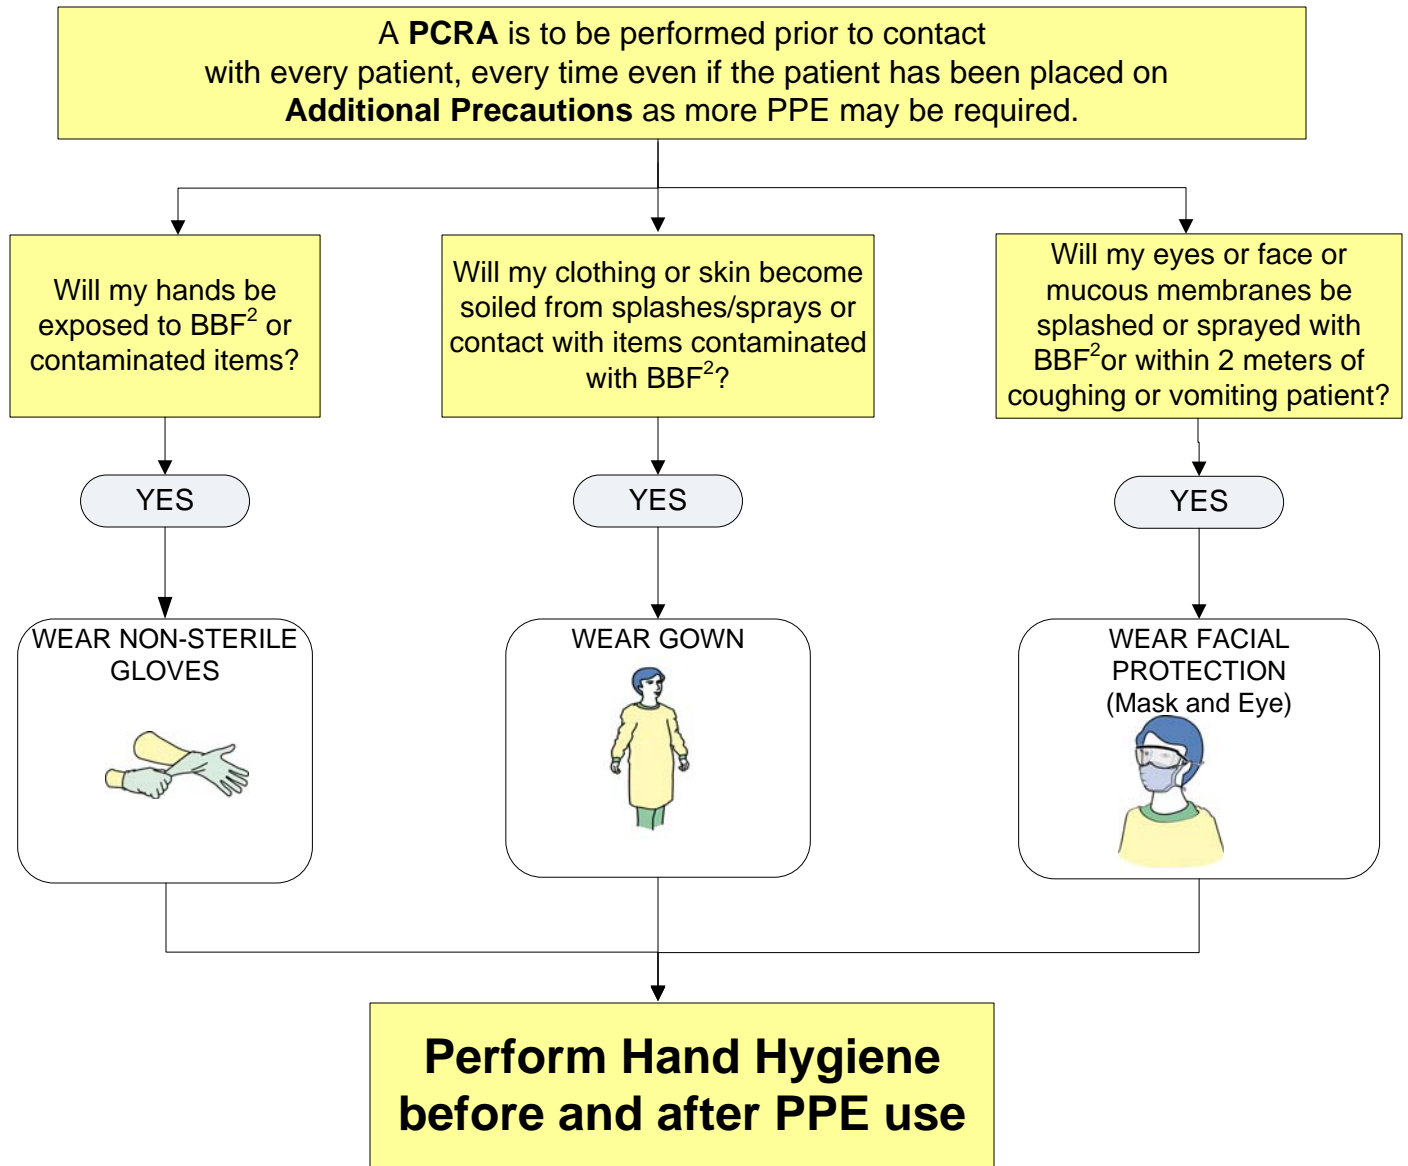 A PCRA is to be performed prior to contact
with every patient, every time even if the patient has been placed on
Additional Precautions as more PPE may be required.
Will my hands be
exposed to BBF² or
contaminated items?
Will my clothing or skin become
soiled from splashes/sprays or
contact with items contaminated
with BBF²?
Will my eyes or face or
mucous membranes be
splashed or sprayed with
BBF²or within 2 meters of
coughing or vomiting patient?
YES
YES
YES
WEAR NON-STERILE
GLOVES
WEAR GOWN
WEAR FACIAL
PROTECTION
(Mask and Eye)
Perform Hand Hygiene
before and after PPE use